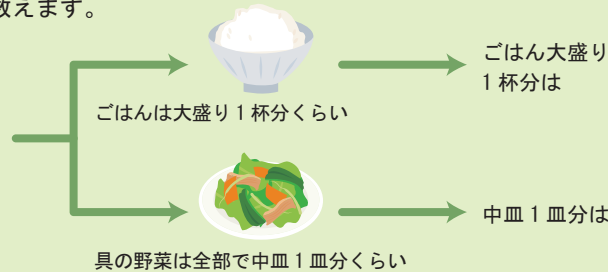 数えます。
ごはん大盛り
1杯分は
ごはんは大盛り1杯分くらい
中皿1皿分は
具の野菜は全部で中皿1皿分くらい